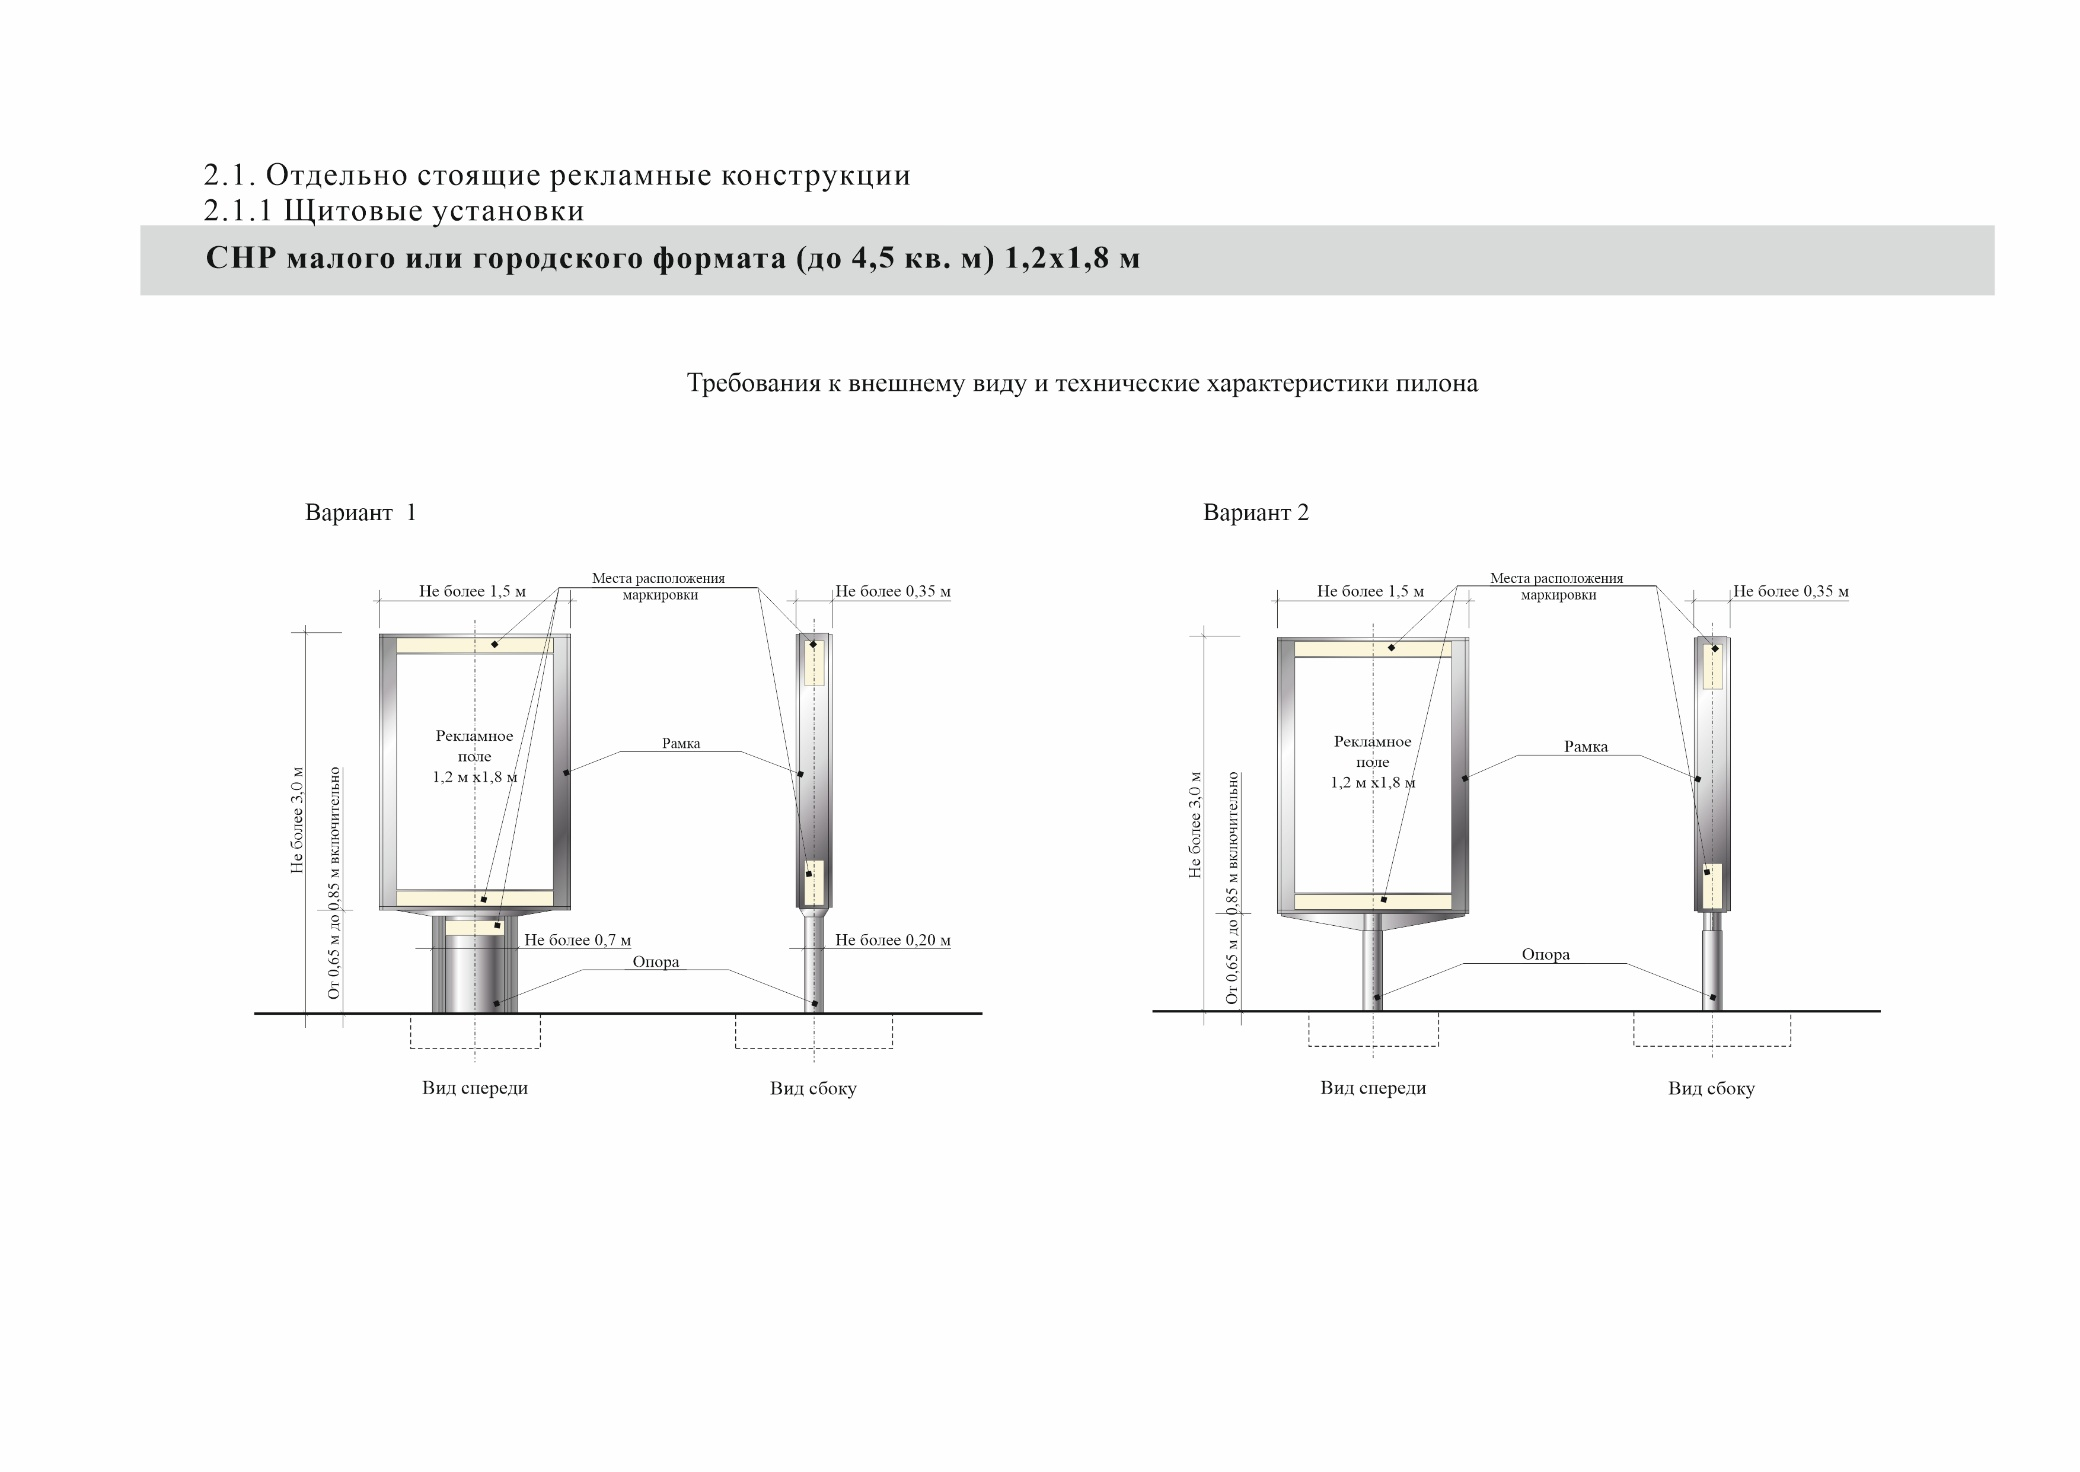 2.1. Отдельно стоящие рекламные конструкции
2.1.1 Щитовые установки
СНР малого или городского формата (до 4,5 кв. м) 1,2х1,8 м
Требования к внешнему виду и технические характеристики пилона
Вариант 1
Не более 1,5 м
Места расположения
маркировки
Не более 0,35 м
Рекламное
поле
1,2 м х1,8 м
Рамка
Не более 3,0 м
От 0,65 м до 0,85 м включительно
Не более 0,7 м
Не более 0,20 м
Опора
Вид спереди
Вид сбоку
Вариант 2
Не более 1,5 м
Места расположения
маркировки
Не более 0,35 м
Рекламное
поле
1,2 м х1,8 м
Рамка
Не более 3,0 м
От 0,65 м до 0,85 м включительно
Опора
Вид спереди
Вид сбоку